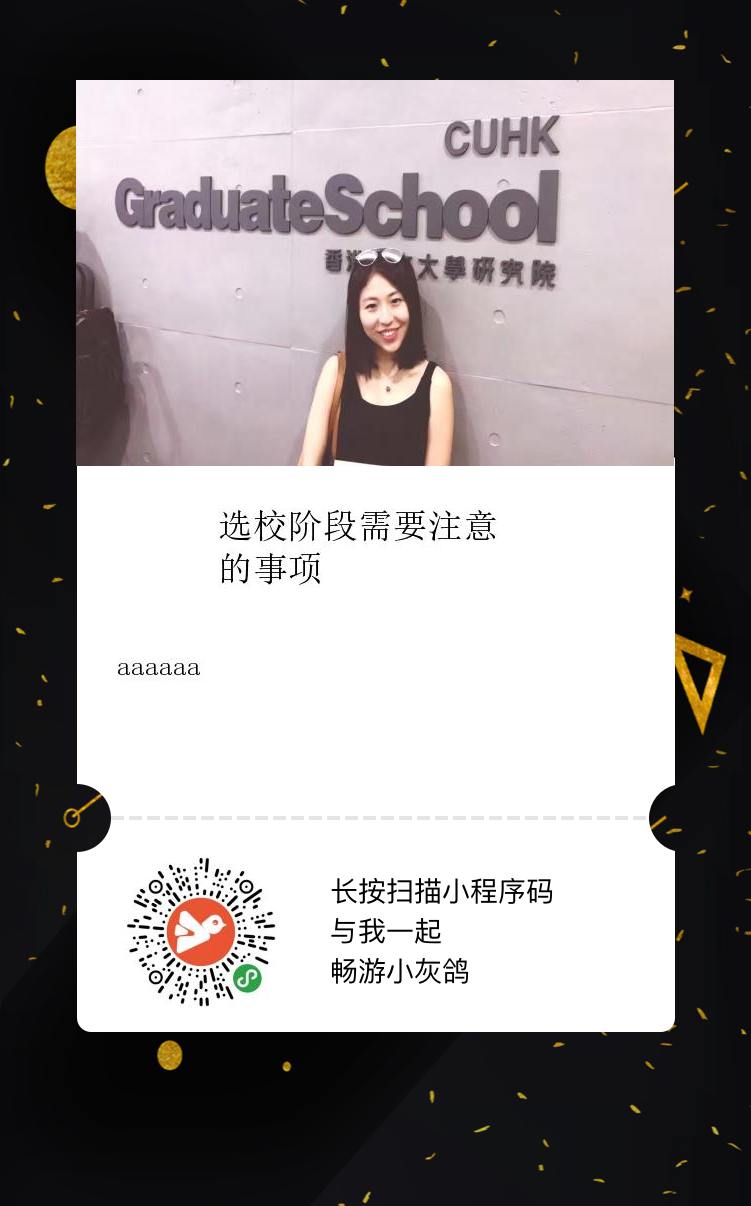 CUHK
GraduateSchool
香港中文大學研究院
选校阶段需要注意
的事项
aaaaaa
长按扫描小程序码
与我一起
畅游小灰鸽